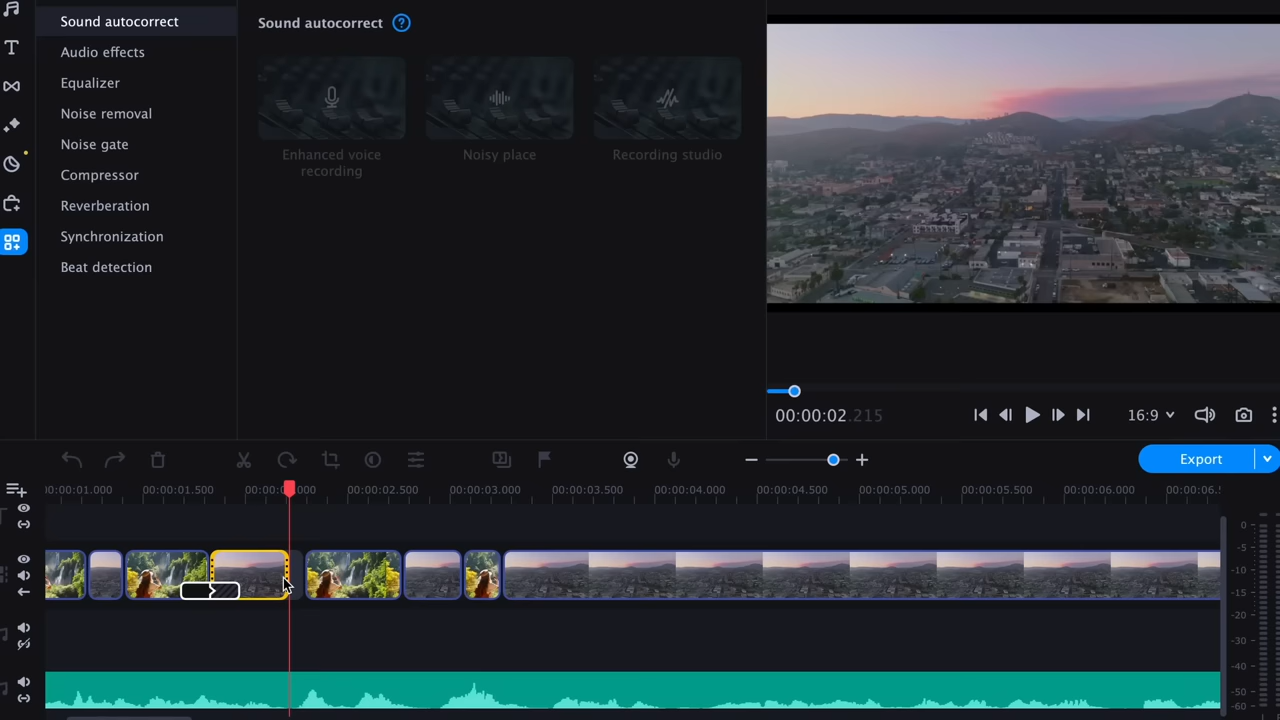 Sound autocorrect
Audio effects
Equalizer
Noise removal
Noise gate
Compressor
Reverberation
Synchronization
Beat detection
Sound autocorrect ?
Enhanced voice
recording
Noisy place
Recording studio
00:00:02.215
16:9
Export
00:00:01.000 00:00:01.500 00:00:02.500 00:00:03.000 00:00:03.500 00:00:04.000 00:00:04.500 00:00:05.000 00:00:05.500 00:00:06.000
0
-5
-10
-15
-20
-30
-40
-50
-60